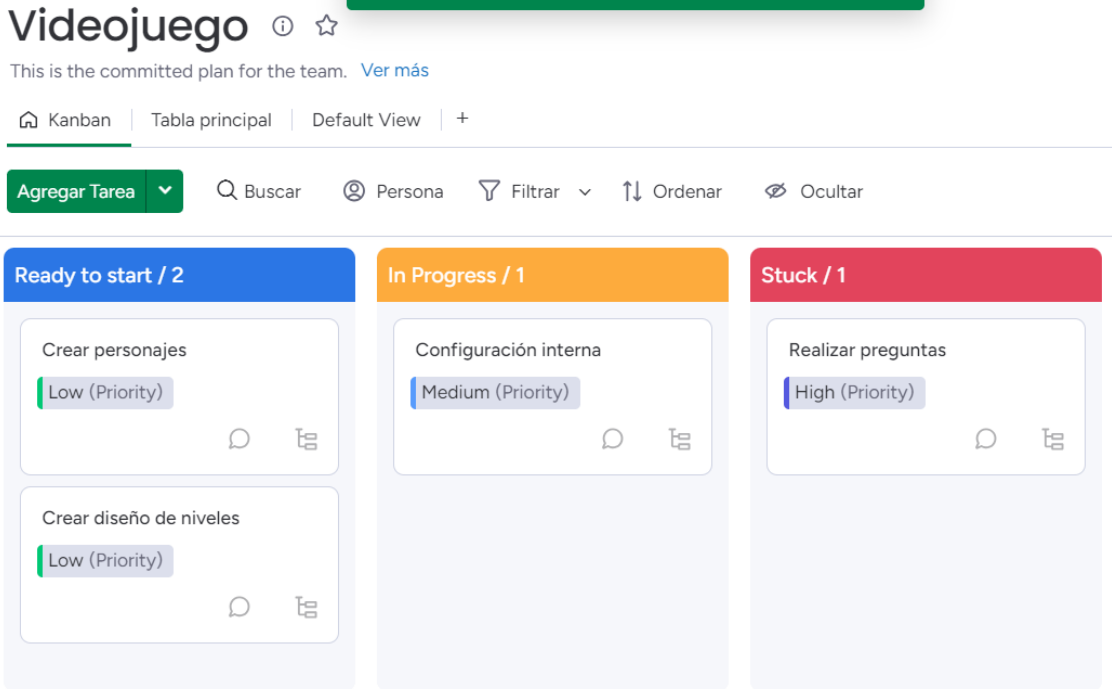 Videojuego
This is the committed plan for the team. Ver más
Kanban Tabla principal Default View +
Agregar Tarea Buscar Persona Filtrar Ordenar Ocultar
Ready to start / 2
Crear personajes
Low (Priority)
Crear diseño de niveles
Low (Priority)
In Progress / 1
Configuración interna
Medium (Priority)
Stuck / 1
Realizar preguntas
High (Priority)